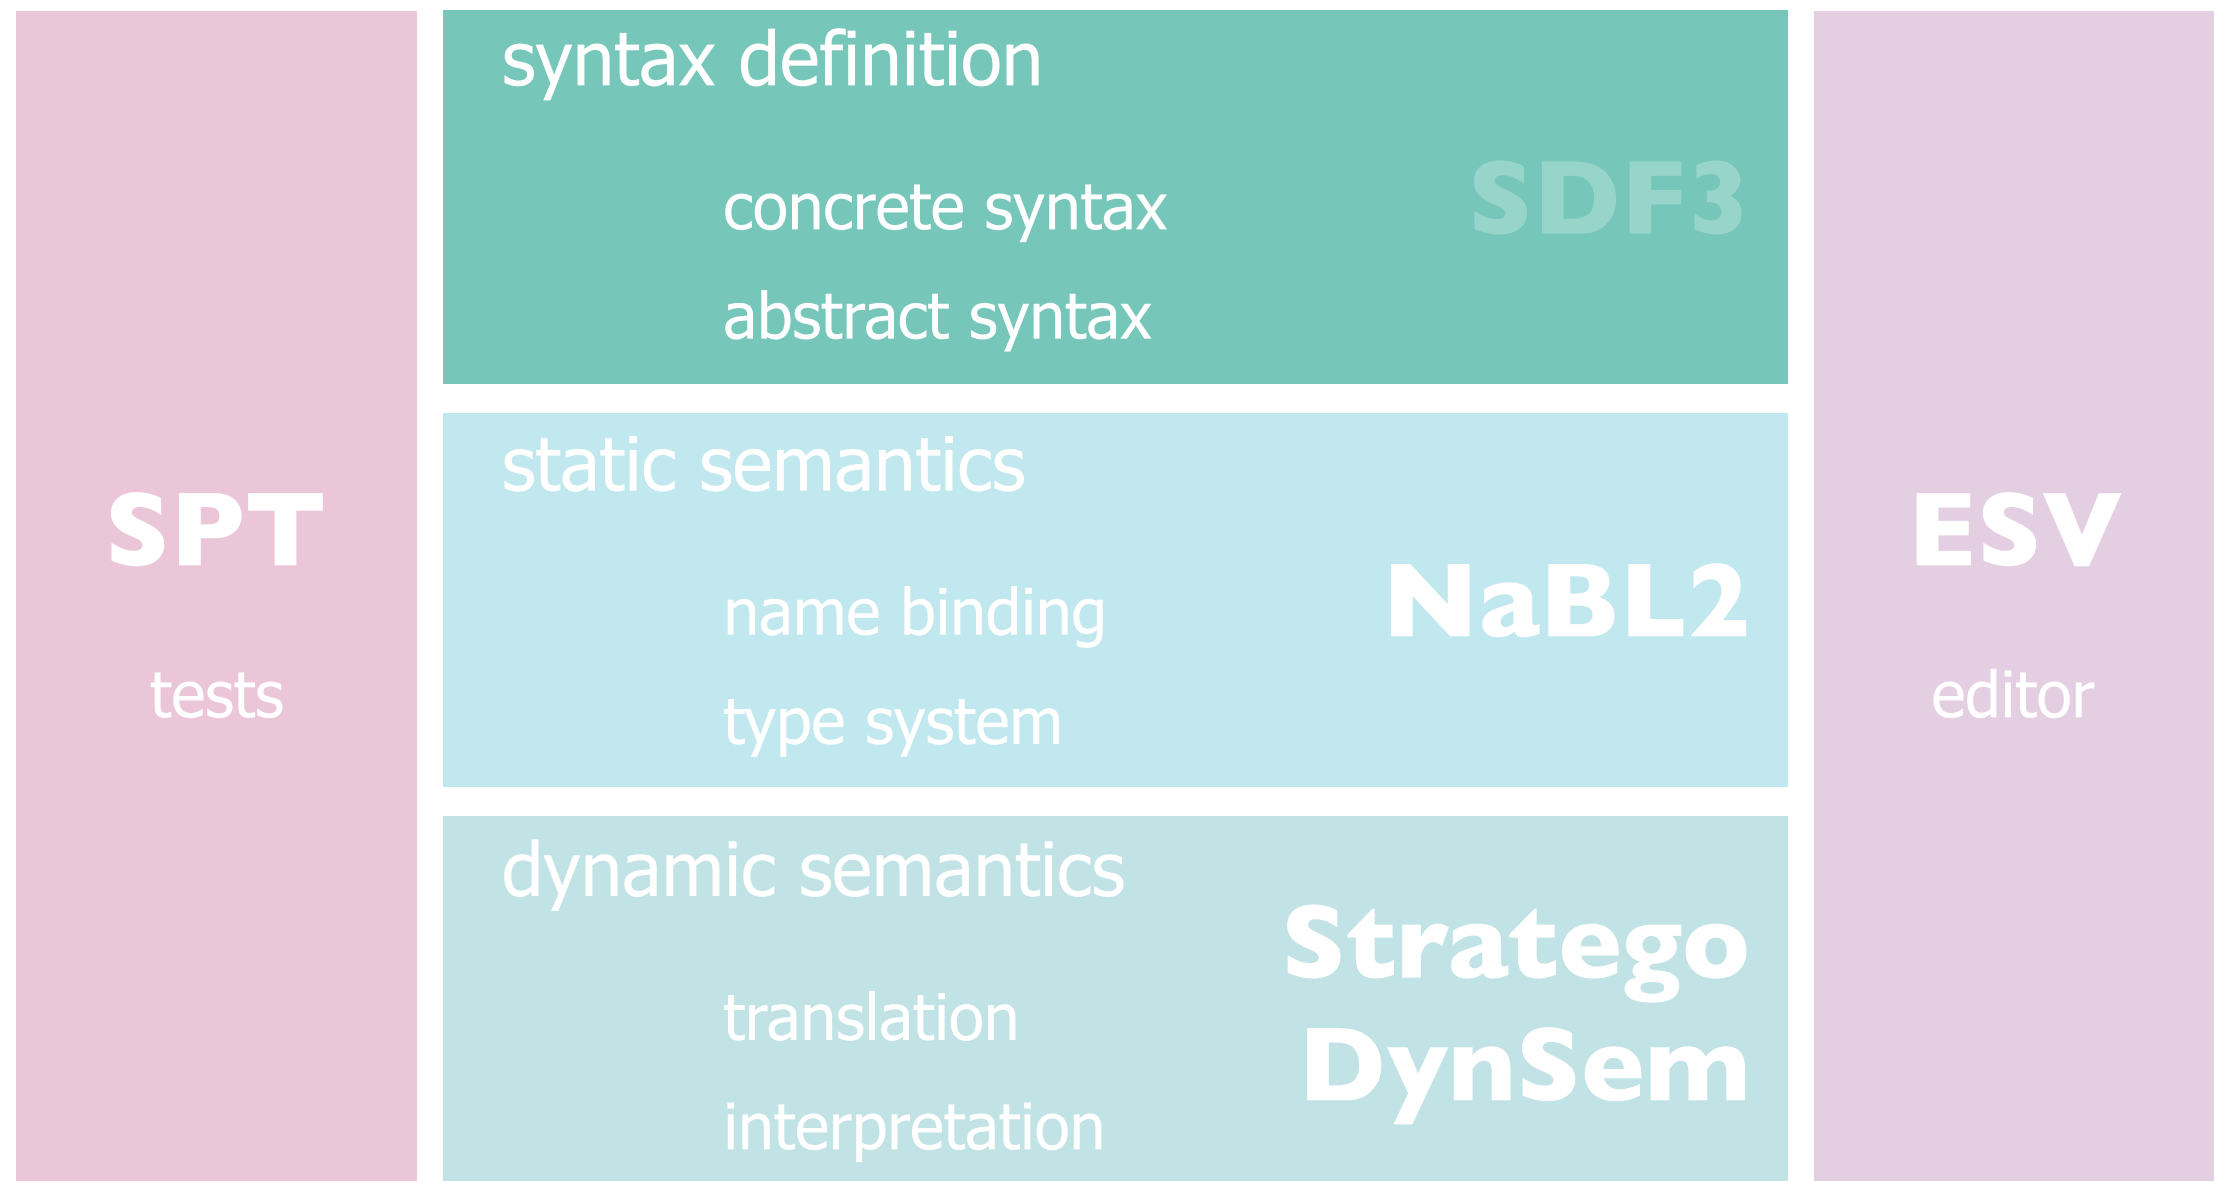 SPT
tests
syntax definition
concrete syntax
abstract syntax
SDF3
static semantics
name binding
type system
NaBL2
dynamic semantics
translation
interpretation
Stratego
DynSem
ESV
editor